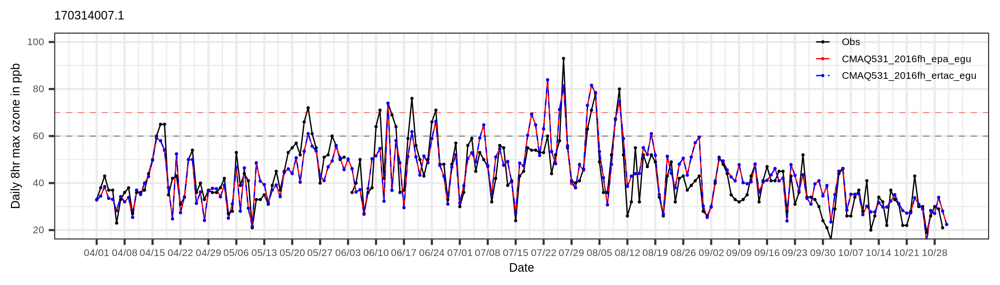 170314007.1
Daily 8hr max ozone in ppb
100
80
60
40
20
Obs
CMAQ531_2016fh_epa_egu
CMAQ531_2016fh_ertac_egu
04/01 04/08 04/15 04/22 04/29 05/06 05/13 05/20 05/27 06/03 06/10 06/17 06/24 07/01 07/08 07/15 07/22 07/29 08/05 08/12 08/19 08/26 09/02 09/09 09/16 09/23 09/30 10/07 10/14 10/21 10/28
Date